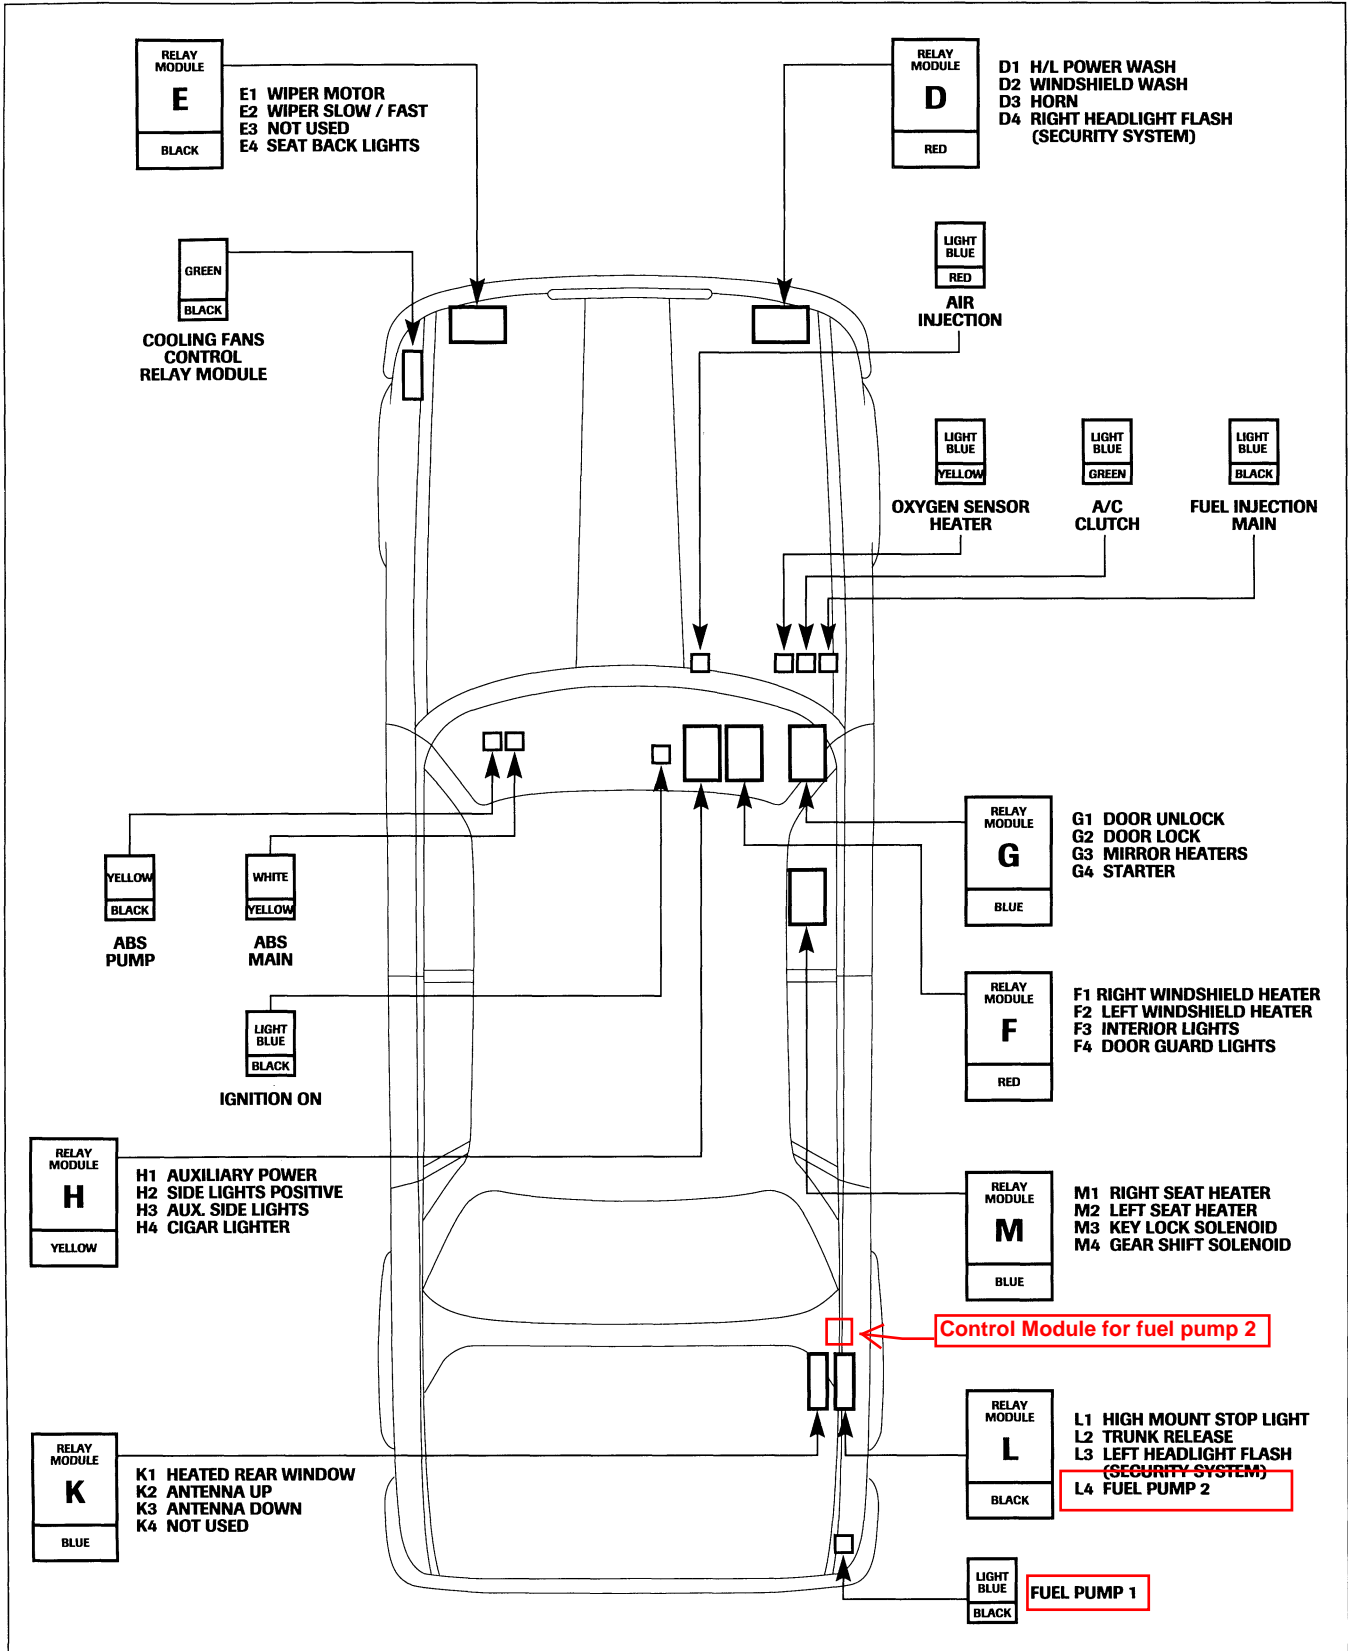 RELAY
MODULE
E
BLACK
E1 WIPER MOTOR
E2 WIPER SLOW / FAST
E3 NOT USED
E4 SEAT BACK LIGHTS
RELAY
MODULE
D
RED
D1 H/L POWER WASH
D2 WINDSHIELD WASH
D3 HORN
D4 RIGHT HEADLIGHT FLASH
(SECURITY SYSTEM)
GREEN
BLACK
COOLING FANS
CONTROL
RELAY MODULE
LIGHT
BLUE
RED
AIR
INJECTION
LIGHT
BLUE
YELLOW
OXYGEN SENSOR
HEATER
LIGHT
BLUE
GREEN
A/C
CLUTCH
LIGHT
BLUE
BLACK
FUEL INJECTION
MAIN
YELLOW
BLACK
ABS
PUMP
WHITE
YELLOW
ABS
MAIN
RELAY
MODULE
G
BLUE
G1 DOOR UNLOCK
G2 DOOR LOCK
G3 MIRROR HEATERS
G4 STARTER
LIGHT
BLUE
BLACK
IGNITION ON
RELAY
MODULE
F
RED
F1 RIGHT WINDSHIELD HEATER
F2 LEFT WINDSHIELD HEATER
F3 INTERIOR LIGHTS
F4 DOOR GUARD LIGHTS
RELAY
MODULE
H
YELLOW
H1 AUXILIARY POWER
H2 SIDE LIGHTS POSITIVE
H3 AUX. SIDE LIGHTS
H4 CIGAR LIGHTER
RELAY
MODULE
M
BLUE
M1 RIGHT SEAT HEATER
M2 LEFT SEAT HEATER
M3 KEY LOCK SOLENOID
M4 GEAR SHIFT SOLENOID
Control Module for fuel pump 2
RELAY
MODULE
L
BLACK
L1 HIGH MOUNT STOP LIGHT
L2 TRUNK RELEASE
L3 LEFT HEADLIGHT FLASH
(SECURITY SYSTEM)
L4 FUEL PUMP 2
RELAY
MODULE
K
BLUE
K1 HEATED REAR WINDOW
K2 ANTENNA UP
K3 ANTENNA DOWN
K4 NOT USED
LIGHT
BLUE
BLACK
FUEL PUMP 1